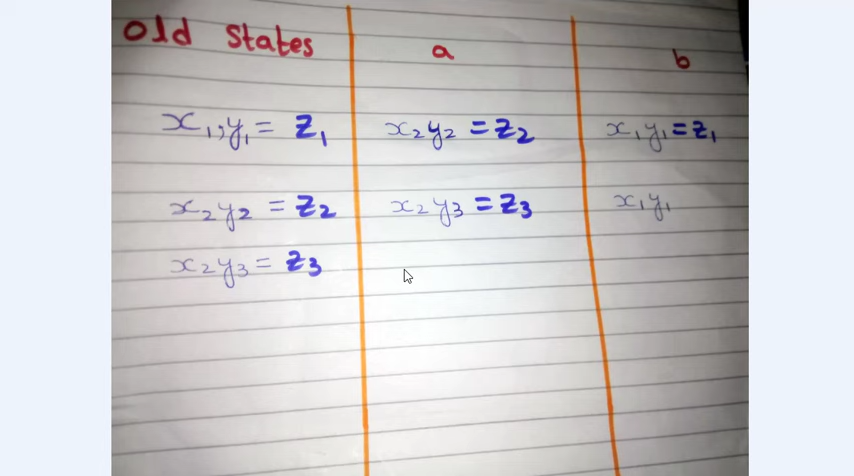 Old States a b
x₁,y₁ = z₁ x₂y₂ = z₂ x₁y₁ = z₁
x₂y₂ = z₂ x₂y₃ = z₃ x₁y₁
x₂y₃ = z₃